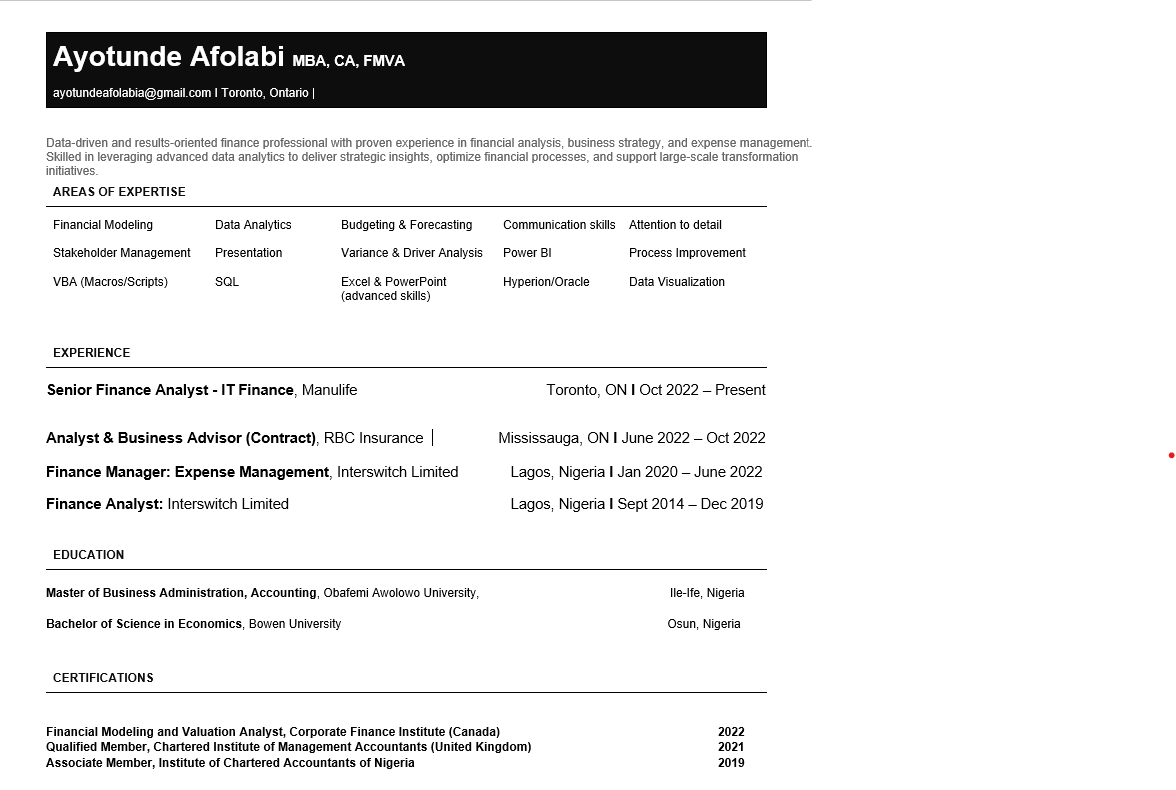 Ayotunde Afolabi MBA, CA, FMVA
ayotundeafolabia@gmail.com I Toronto, Ontario |
Data-driven and results-oriented finance professional with proven experience in financial analysis, business strategy, and expense management.
Skilled in leveraging advanced data analytics to deliver strategic insights, optimize financial processes, and support large-scale transformation
initiatives.
AREAS OF EXPERTISE
Financial Modeling Data Analytics Budgeting & Forecasting Communication skills Attention to detail
Stakeholder Management Presentation Variance & Driver Analysis Power BI Process Improvement
VBA (Macros/Scripts) SQL Excel & PowerPoint Hyperion/Oracle Data Visualization
(advanced skills)
EXPERIENCE
Senior Finance Analyst - IT Finance, Manulife Toronto, ON I Oct 2022 – Present
Analyst & Business Advisor (Contract), RBC Insurance Mississauga, ON I June 2022 – Oct 2022
Finance Manager: Expense Management, Interswitch Limited Lagos, Nigeria I Jan 2020 – June 2022
Finance Analyst: Interswitch Limited Lagos, Nigeria I Sept 2014 – Dec 2019
EDUCATION
Master of Business Administration, Accounting, Obafemi Awolowo University, Ile-Ife, Nigeria
Bachelor of Science in Economics, Bowen University Osun, Nigeria
CERTIFICATIONS
Financial Modeling and Valuation Analyst, Corporate Finance Institute (Canada) 2022
Qualified Member, Chartered Institute of Management Accountants (United Kingdom) 2021
Associate Member, Institute of Chartered Accountants of Nigeria 2019